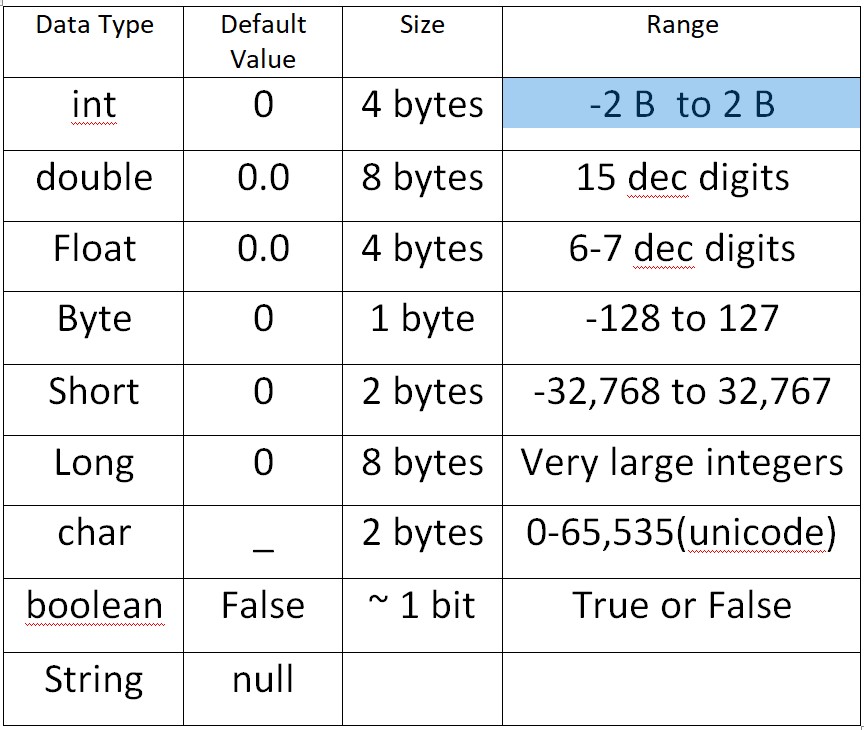 Data Type Default Value Size Range
int 0 4 bytes -2 B to 2 B
double 0.0 8 bytes 15 dec digits
Float 0.0 4 bytes 6-7 dec digits
Byte 0 1 byte -128 to 127
Short 0 2 bytes -32,768 to 32,767
Long 0 8 bytes Very large integers
char _ 2 bytes 0-65,535(unicode)
boolean False ~ 1 bit True or False
String null